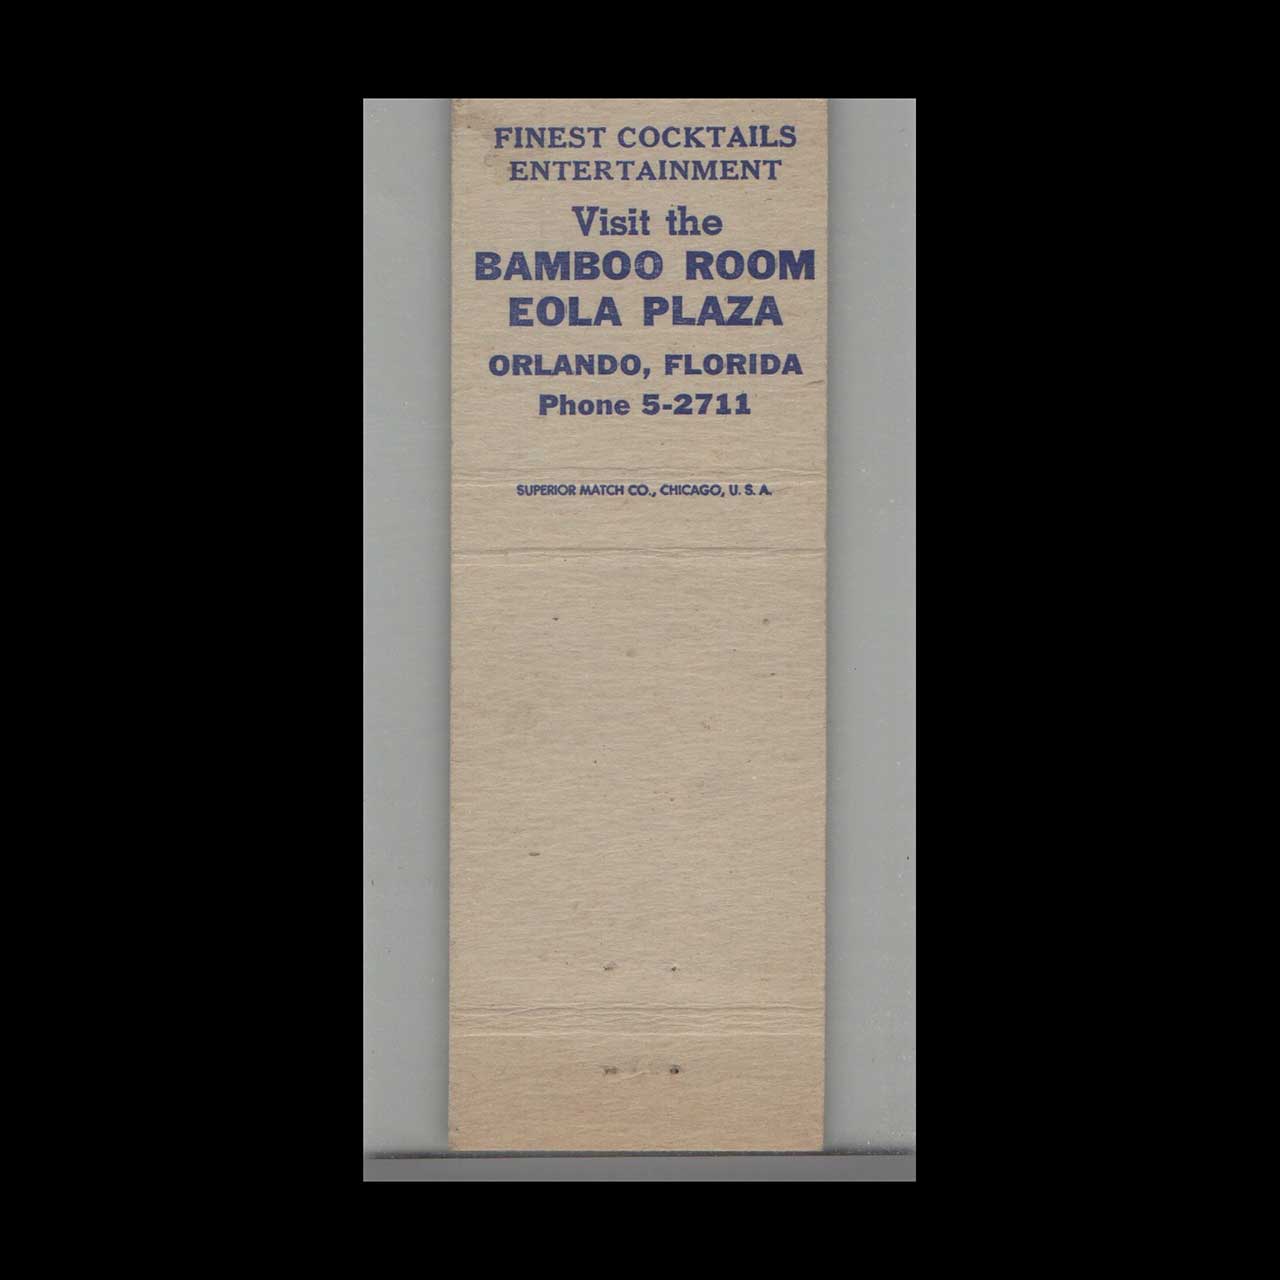 FINEST COCKTAILS
ENTERTAINMENT
Visit the
BAMBOO ROOM
EOLA PLAZA
ORLANDO, FLORIDA
Phone 5-2711
SUPERIOR MATCH CO., CHICAGO, U. S. A.